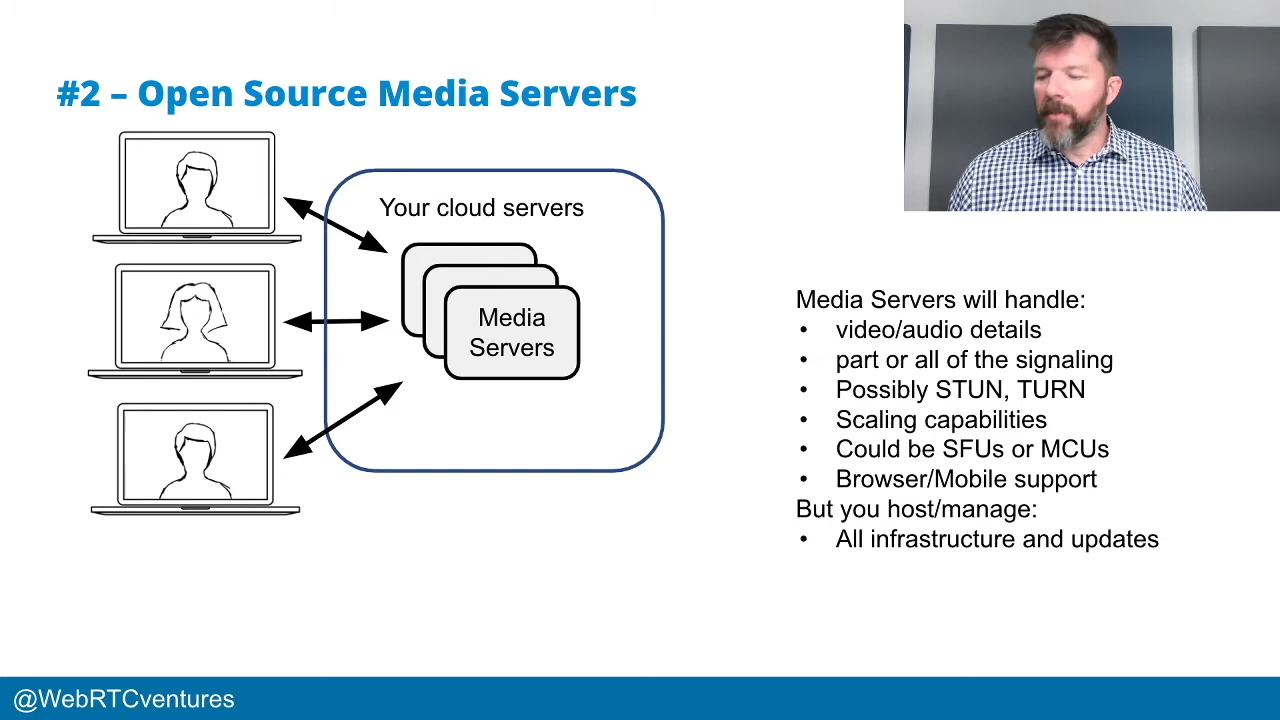 #2 – Open Source Media Servers
Your cloud servers
Media
Servers
Media Servers will handle:
• video/audio details
• part or all of the signaling
• Possibly STUN, TURN
• Scaling capabilities
• Could be SFUs or MCUs
• Browser/Mobile support
But you host/manage:
• All infrastructure and updates
@WebRTCventures